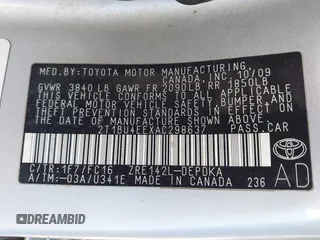 MFD.BY:TOYOTA MOTOR MANUFACTURING
CANADA, INC. 10/09
GVWR 3840 LB GAWR FR 2090LB RR 1850LB
THIS VEHICLE CONFORMS TO ALL APPLICABLE
FEDERAL MOTOR VEHICLE SAFETY, BUMPER, AND
THEFT PREVENTION STANDARDS IN EFFECT ON
THE DATE OF MANUFACTURE SHOWN ABOVE.
2T1BU4EEXAC298637 PASS.CAR
C/TR:1F7/FC16 ZRE142L-DEPDKA
A/TM:-03A/U341E MADE IN CANADA 236
TOYOTA
AD
DREAMBID